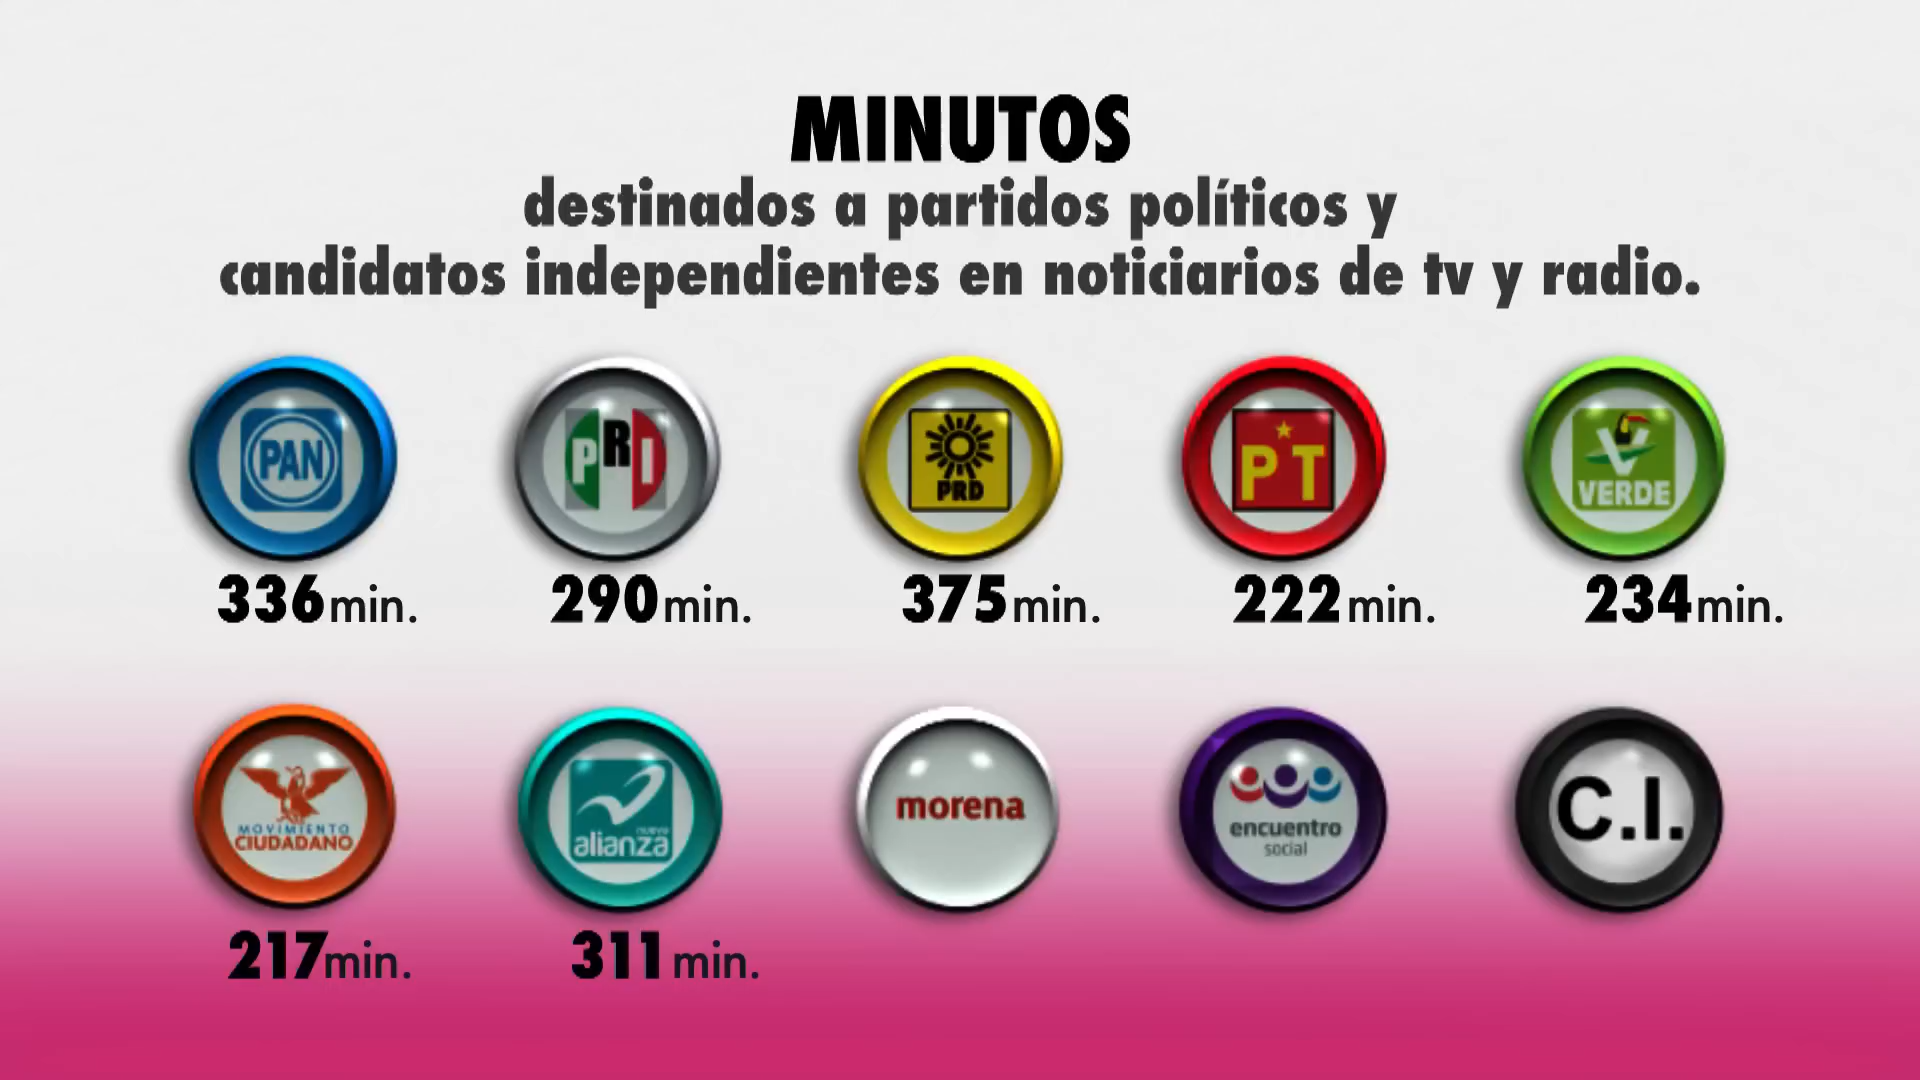 MINUTOS
destinados a partidos políticos y
candidatos independientes en noticiarios de tv y radio.
PAN
PRI
PRD
PT
VERDE
336min.
290min.
375min.
222min.
234min.
MOVIMIENTO
CIUDADANO
nueva
alianza
morena
encuentro
social
C.I.
217min.
311min.